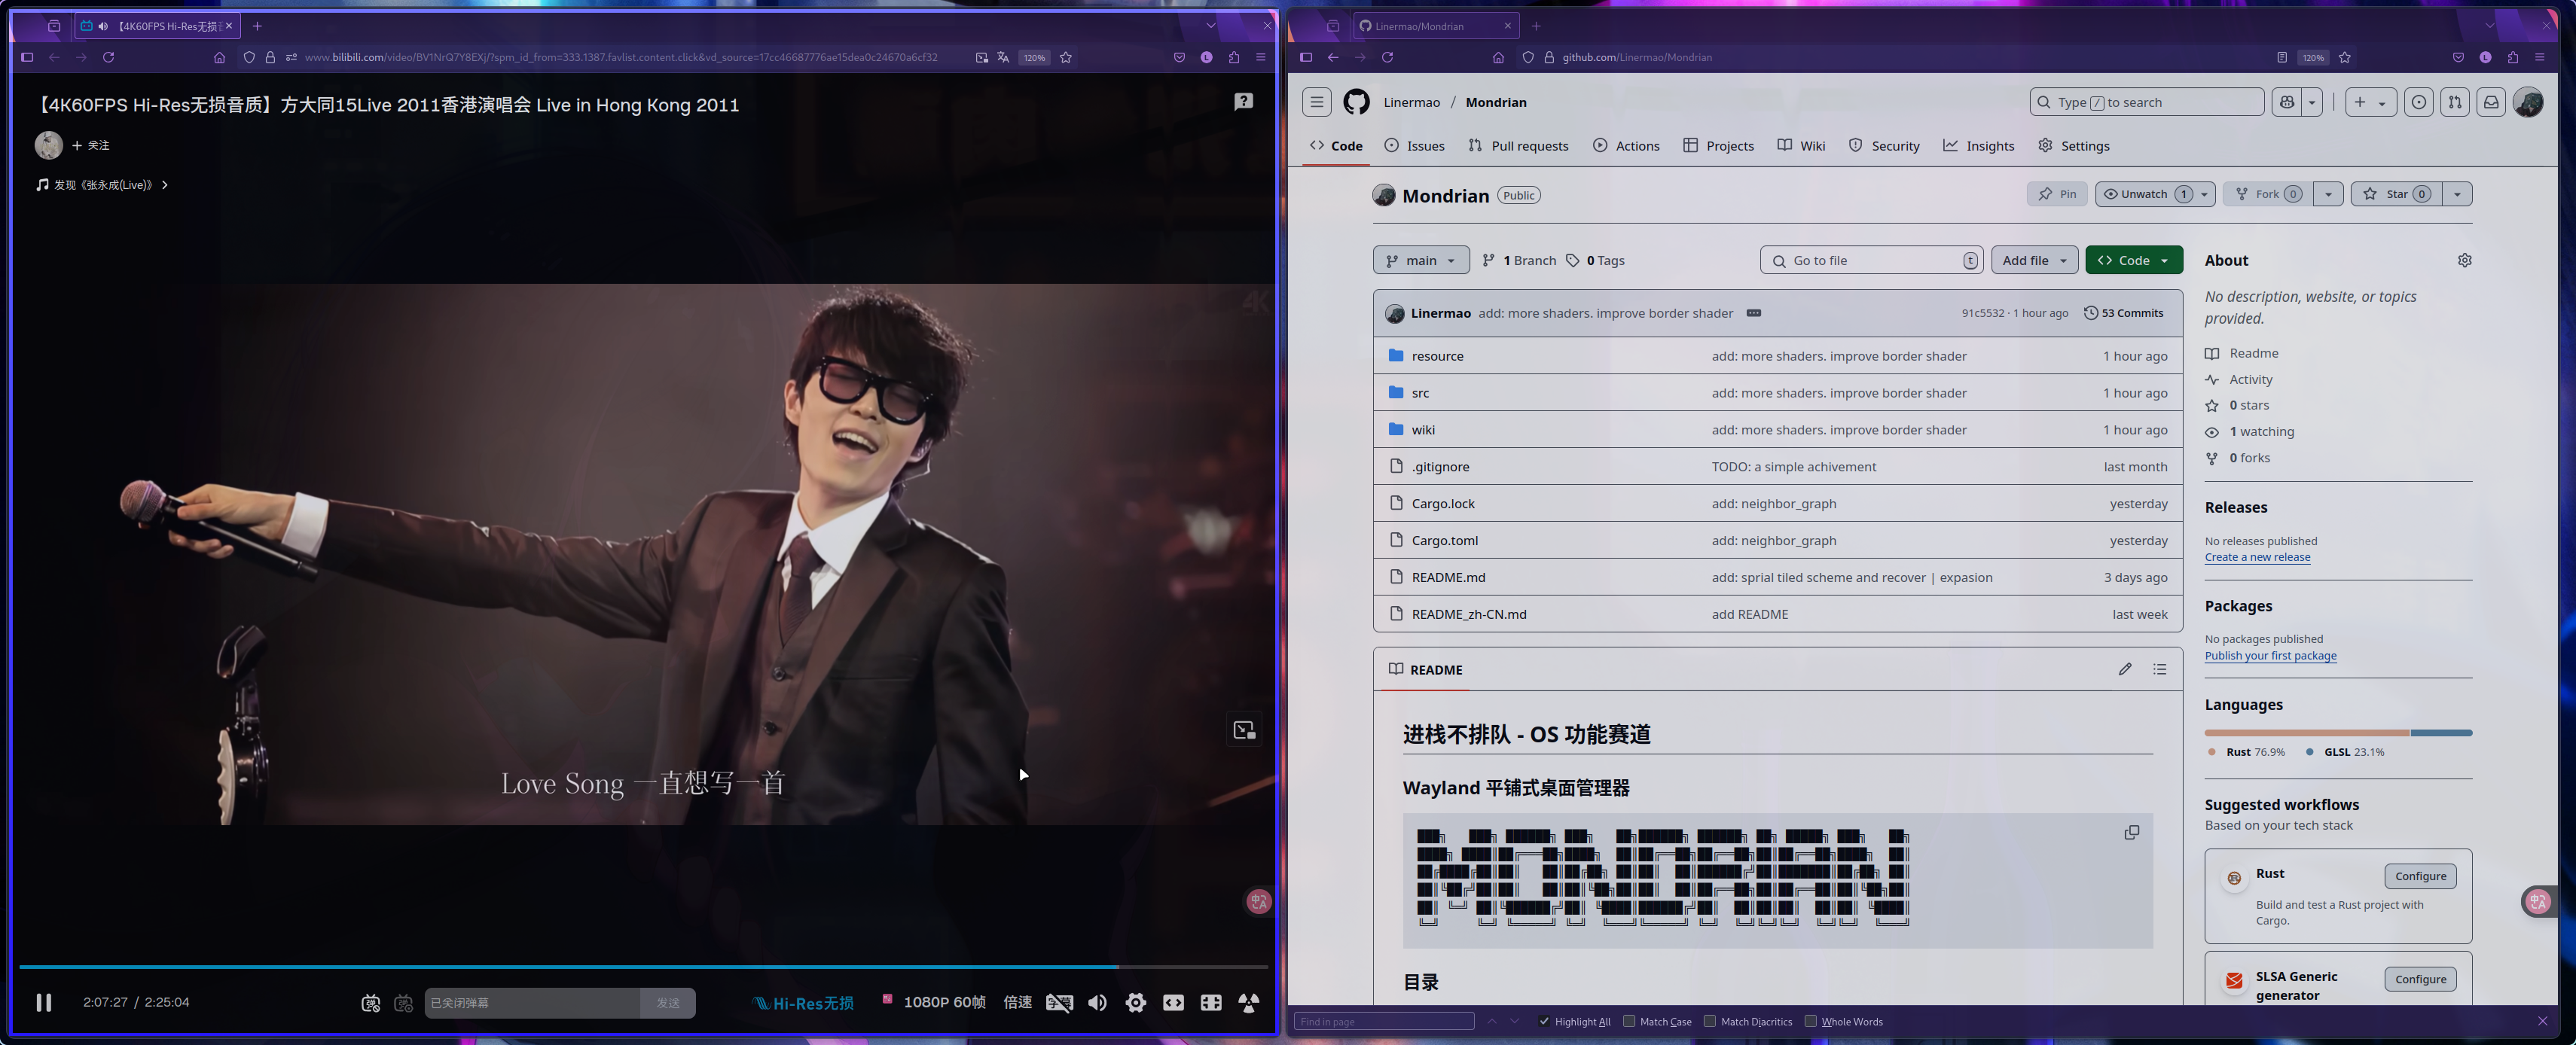 【4K60FPS Hi-Res无损音
www.bilibili.com/video/BV1NrQ7Y8EXj/?spm_id_from=333.1387.favlist.content.click&vd_source=17cc46687776ae15dea0c24670a6cf32
120%
【4K60FPS Hi-Res无损音质】方大同15Live 2011香港演唱会 Live in Hong Kong 2011
+ 关注
发现《张永成(Live)》 >
4K
Love Song 一直想写一首
2:07:27 / 2:25:04
已关闭弹幕
发送
Hi-Res无损
1080P 60帧
倍速
字幕
Linermao/Mondrian
github.com/Linermao/Mondrian
120%
Linermao / Mondrian
Type / to search
Code
Issues
Pull requests
Actions
Projects
Wiki
Security
Insights
Settings
Mondrian
Public
Pin
Unwatch 1
Fork 0
Star 0
main
1 Branch
0 Tags
Go to file
t
Add file
Code
Linermao add: more shaders. improve border shader
91c5532 · 1 hour ago
53 Commits
resource add: more shaders. improve border shader 1 hour ago
src add: more shaders. improve border shader 1 hour ago
wiki add: more shaders. improve border shader 1 hour ago
.gitignore TODO: a simple achivement last month
Cargo.lock add: neighbor_graph yesterday
Cargo.toml add: neighbor_graph yesterday
README.md add: sprial tiled scheme and recover | expasion 3 days ago
README_zh-CN.md add README last week
README
进栈不排队 - OS 功能赛道
Wayland 平铺式桌面管理器
MONDRIAN
目录
About
No description, website, or topics
provided.
Readme
Activity
0 stars
1 watching
0 forks
Releases
No releases published
Create a new release
Packages
No packages published
Publish your first package
Languages
Rust 76.9%
GLSL 23.1%
Suggested workflows
Based on your tech stack
Rust
Configure
Build and test a Rust project with
Cargo.
SLSA Generic
generator
Configure
Find in page
Highlight All
Match Case
Match Diacritics
Whole Words